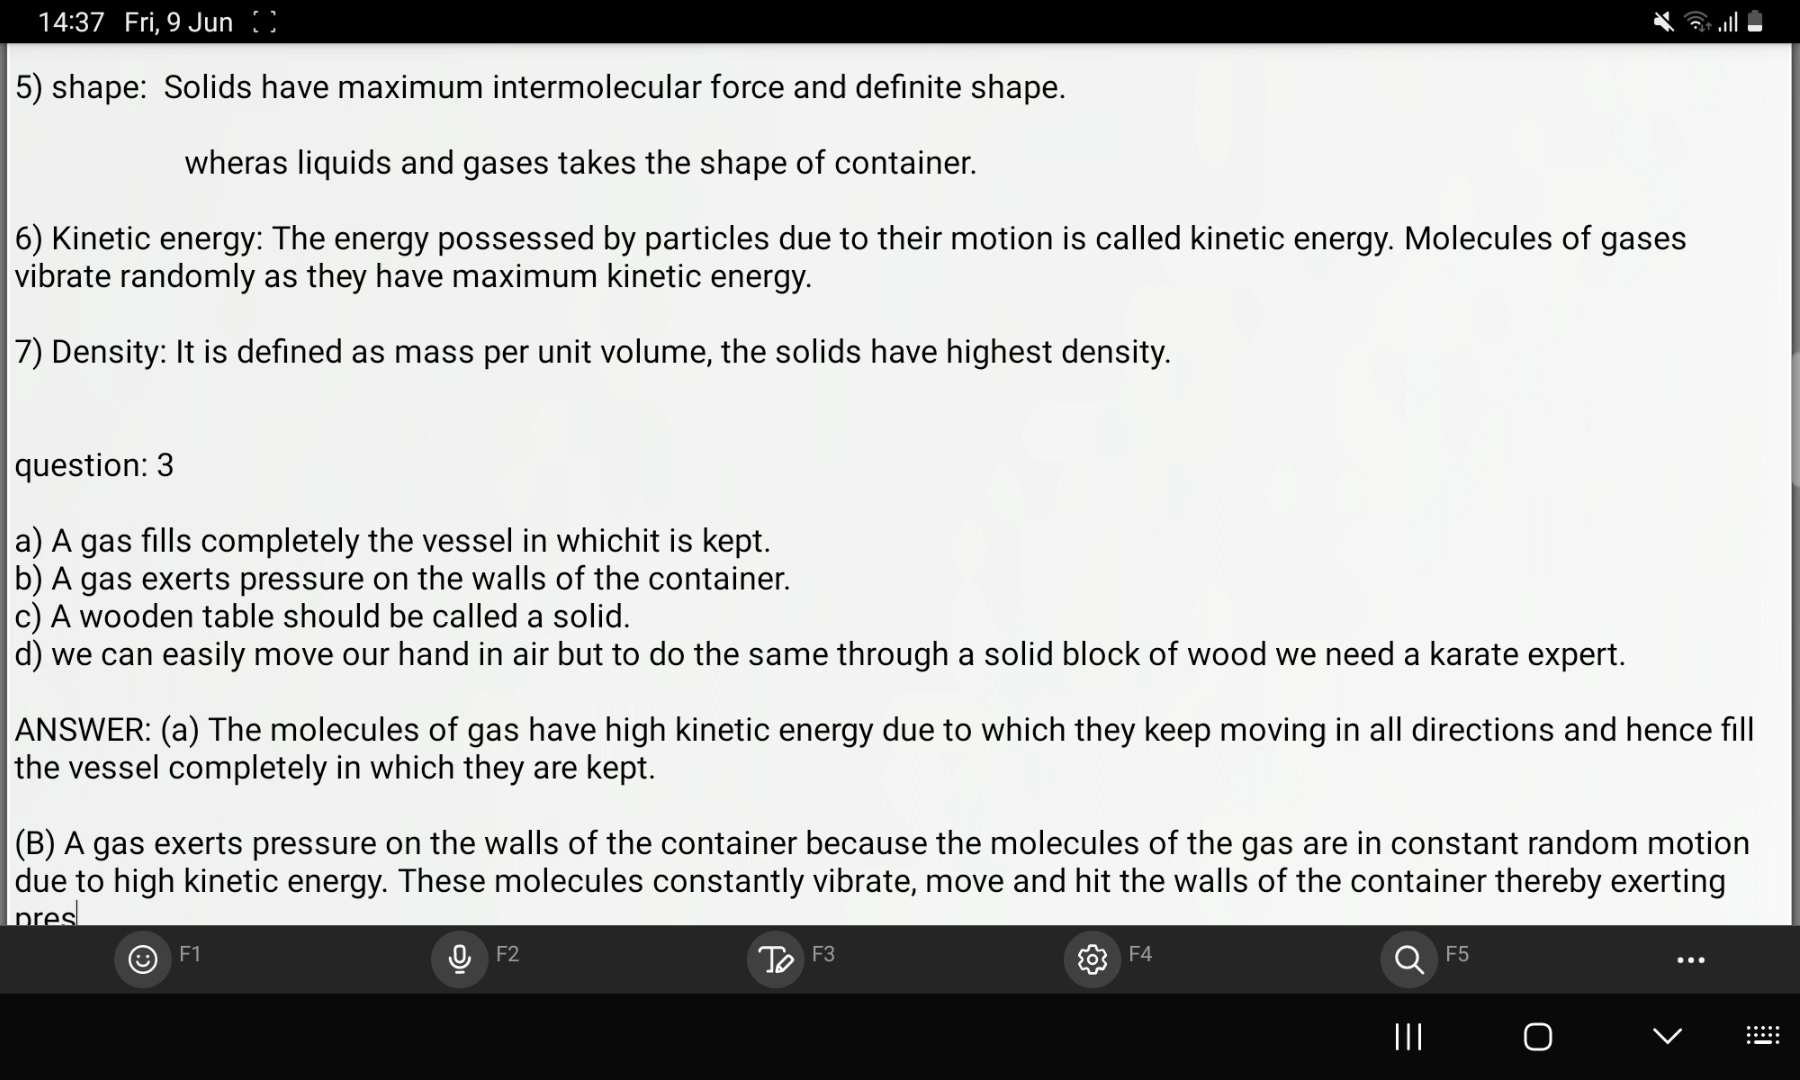 14:37 Fri, 9 Jun
5) shape: Solids have maximum intermolecular force and definite shape.
wheras liquids and gases takes the shape of container.
6) Kinetic energy: The energy possessed by particles due to their motion is called kinetic energy. Molecules of gases
vibrate randomly as they have maximum kinetic energy.
7) Density: It is defined as mass per unit volume, the solids have highest density.
question: 3
a) A gas fills completely the vessel in whichit is kept.
b) A gas exerts pressure on the walls of the container.
c) A wooden table should be called a solid.
d) we can easily move our hand in air but to do the same through a solid block of wood we need a karate expert.
ANSWER: (a) The molecules of gas have high kinetic energy due to which they keep moving in all directions and hence fill
the vessel completely in which they are kept.
(B) A gas exerts pressure on the walls of the container because the molecules of the gas are in constant random motion
due to high kinetic energy. These molecules constantly vibrate, move and hit the walls of the container thereby exerting
pres
F1 F2 F3 F4 F5